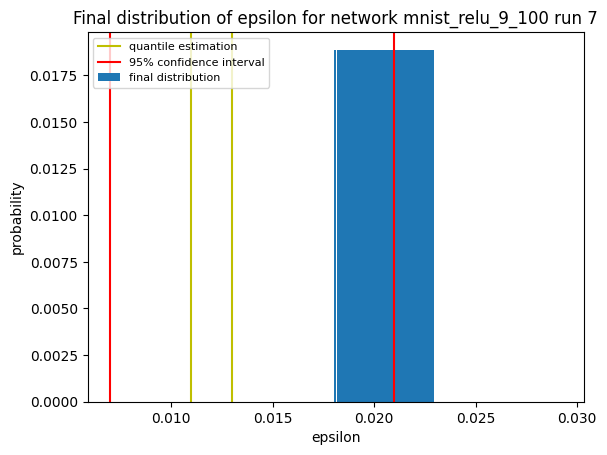 Final distribution of epsilon for network mnist_relu_9_100 run 7
quantile estimation
95% confidence interval
final distribution
0.0175
0.0150
0.0125
0.0100
0.0075
0.0050
0.0025
0.0000
probability
0.010
0.015
0.020
0.025
0.030
epsilon